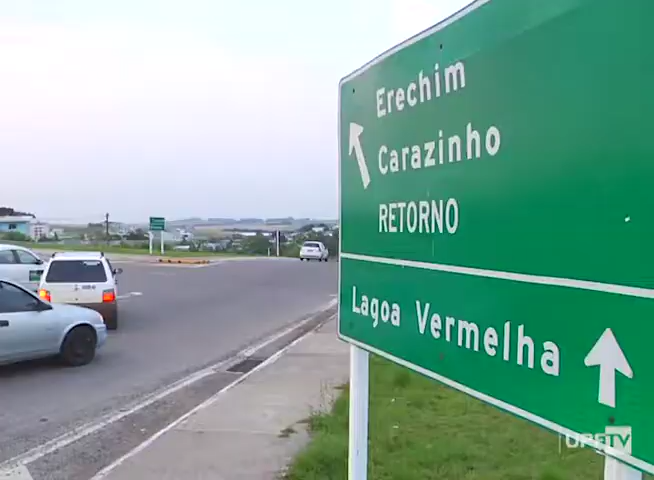 Erechim
Carazinho
RETORNO
Lagoa Vermelha
UPFTV